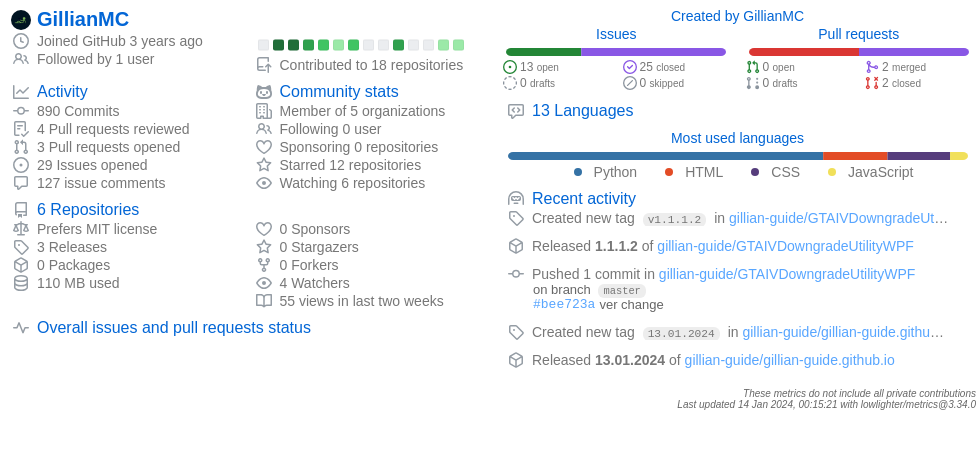 GillianMC
Joined GitHub 3 years ago
Followed by 1 user
Contributed to 18 repositories
Activity
890 Commits
4 Pull requests reviewed
3 Pull requests opened
29 Issues opened
127 issue comments
Community stats
Member of 5 organizations
Following 0 user
Sponsoring 0 repositories
Starred 12 repositories
Watching 6 repositories
6 Repositories
Prefers MIT license
3 Releases
0 Packages
110 MB used
0 Sponsors
0 Stargazers
0 Forkers
4 Watchers
55 views in last two weeks
Overall issues and pull requests status
Created by GillianMC
Issues
13 open
25 closed
0 drafts
0 skipped
Pull requests
0 open
2 merged
0 drafts
2 closed
13 Languages
Most used languages
Python HTML CSS JavaScript
Recent activity
Created new tag v1.1.1.2 in gillian-guide/GTAIVDowngradeUt…
Released 1.1.1.2 of gillian-guide/GTAIVDowngradeUtilityWPF
Pushed 1 commit in gillian-guide/GTAIVDowngradeUtilityWPF
on branch master
#bee723a ver change
Created new tag 13.01.2024 in gillian-guide/gillian-guide.githu…
Released 13.01.2024 of gillian-guide/gillian-guide.github.io
These metrics do not include all private contributions
Last updated 14 Jan 2024, 00:15:21 with lowlighter/metrics@3.34.0